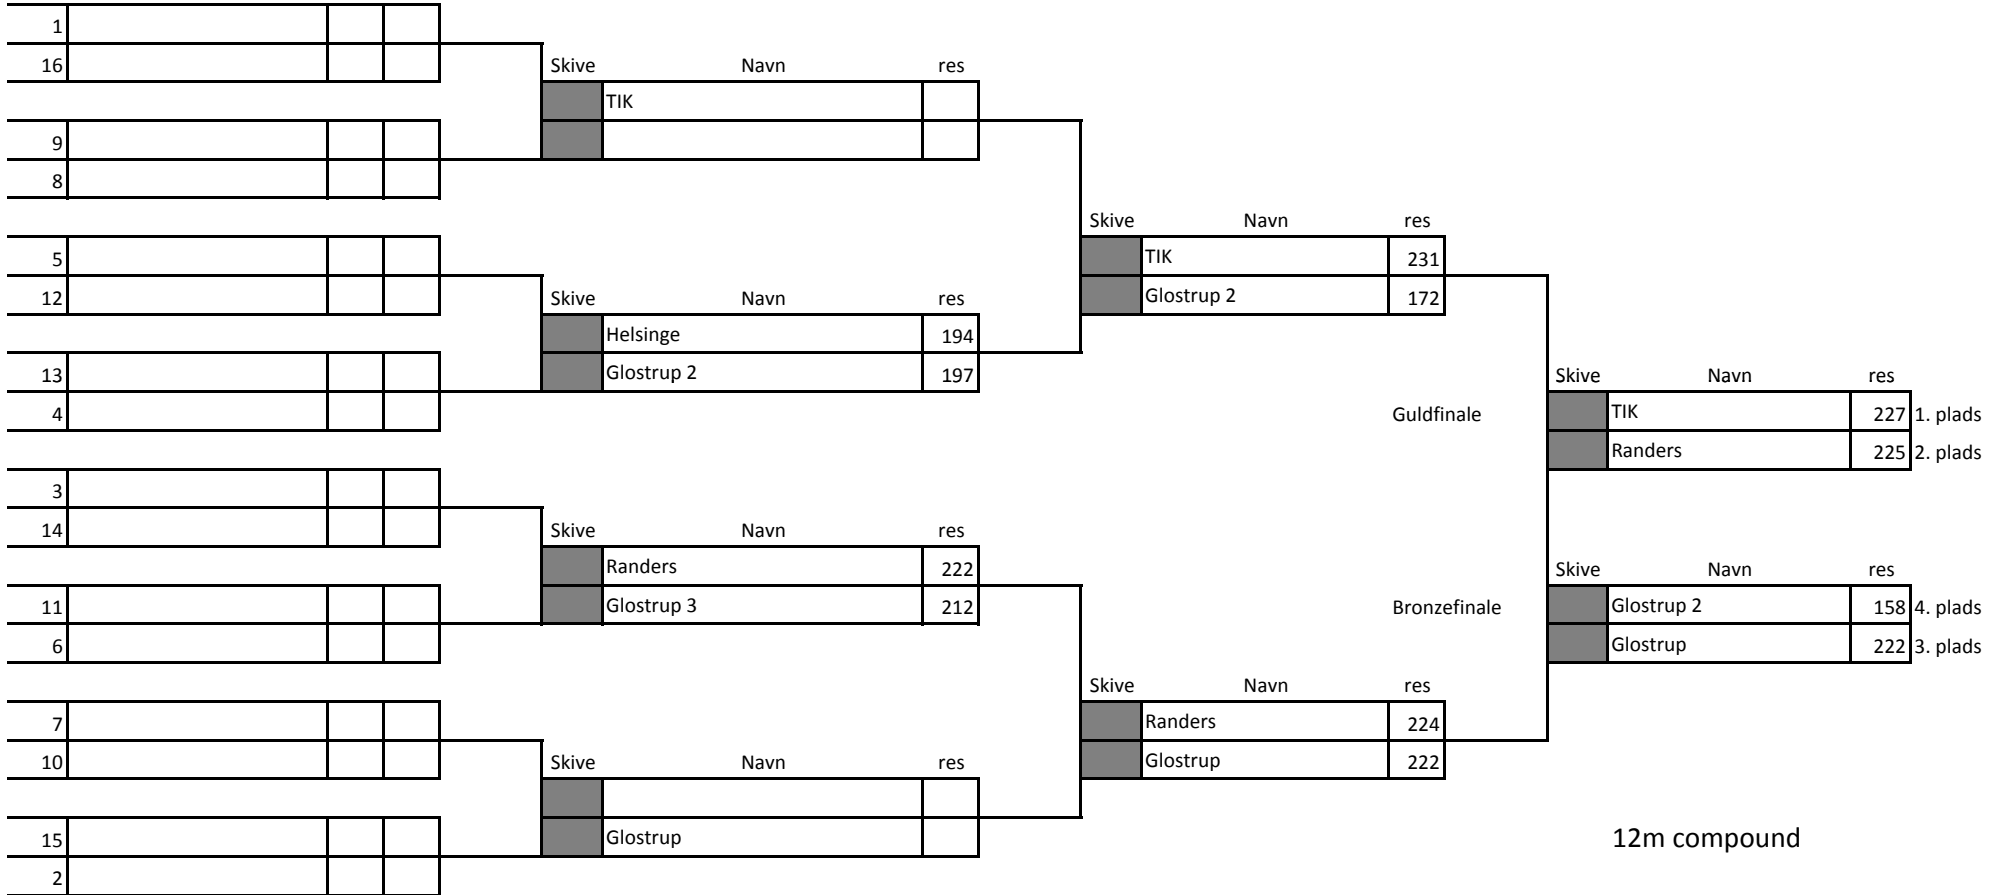 1
16
Skive Navn res
TIK
9
8
Skive Navn res
5
TIK 231
12
Skive Navn res
Glostrup 2 172
Helsinge 194
13
Glostrup 2 197
Skive Navn res
4
Guldfinale
TIK 227 1. plads
Randers 225 2. plads
3
14
Skive Navn res
Randers 222
Skive Navn res
11
Glostrup 3 212
Bronzefinale
Glostrup 2 158 4. plads
6
Glostrup 222 3. plads
Skive Navn res
7
Randers 224
10
Skive Navn res
Glostrup 222
15
Glostrup
12m compound
2